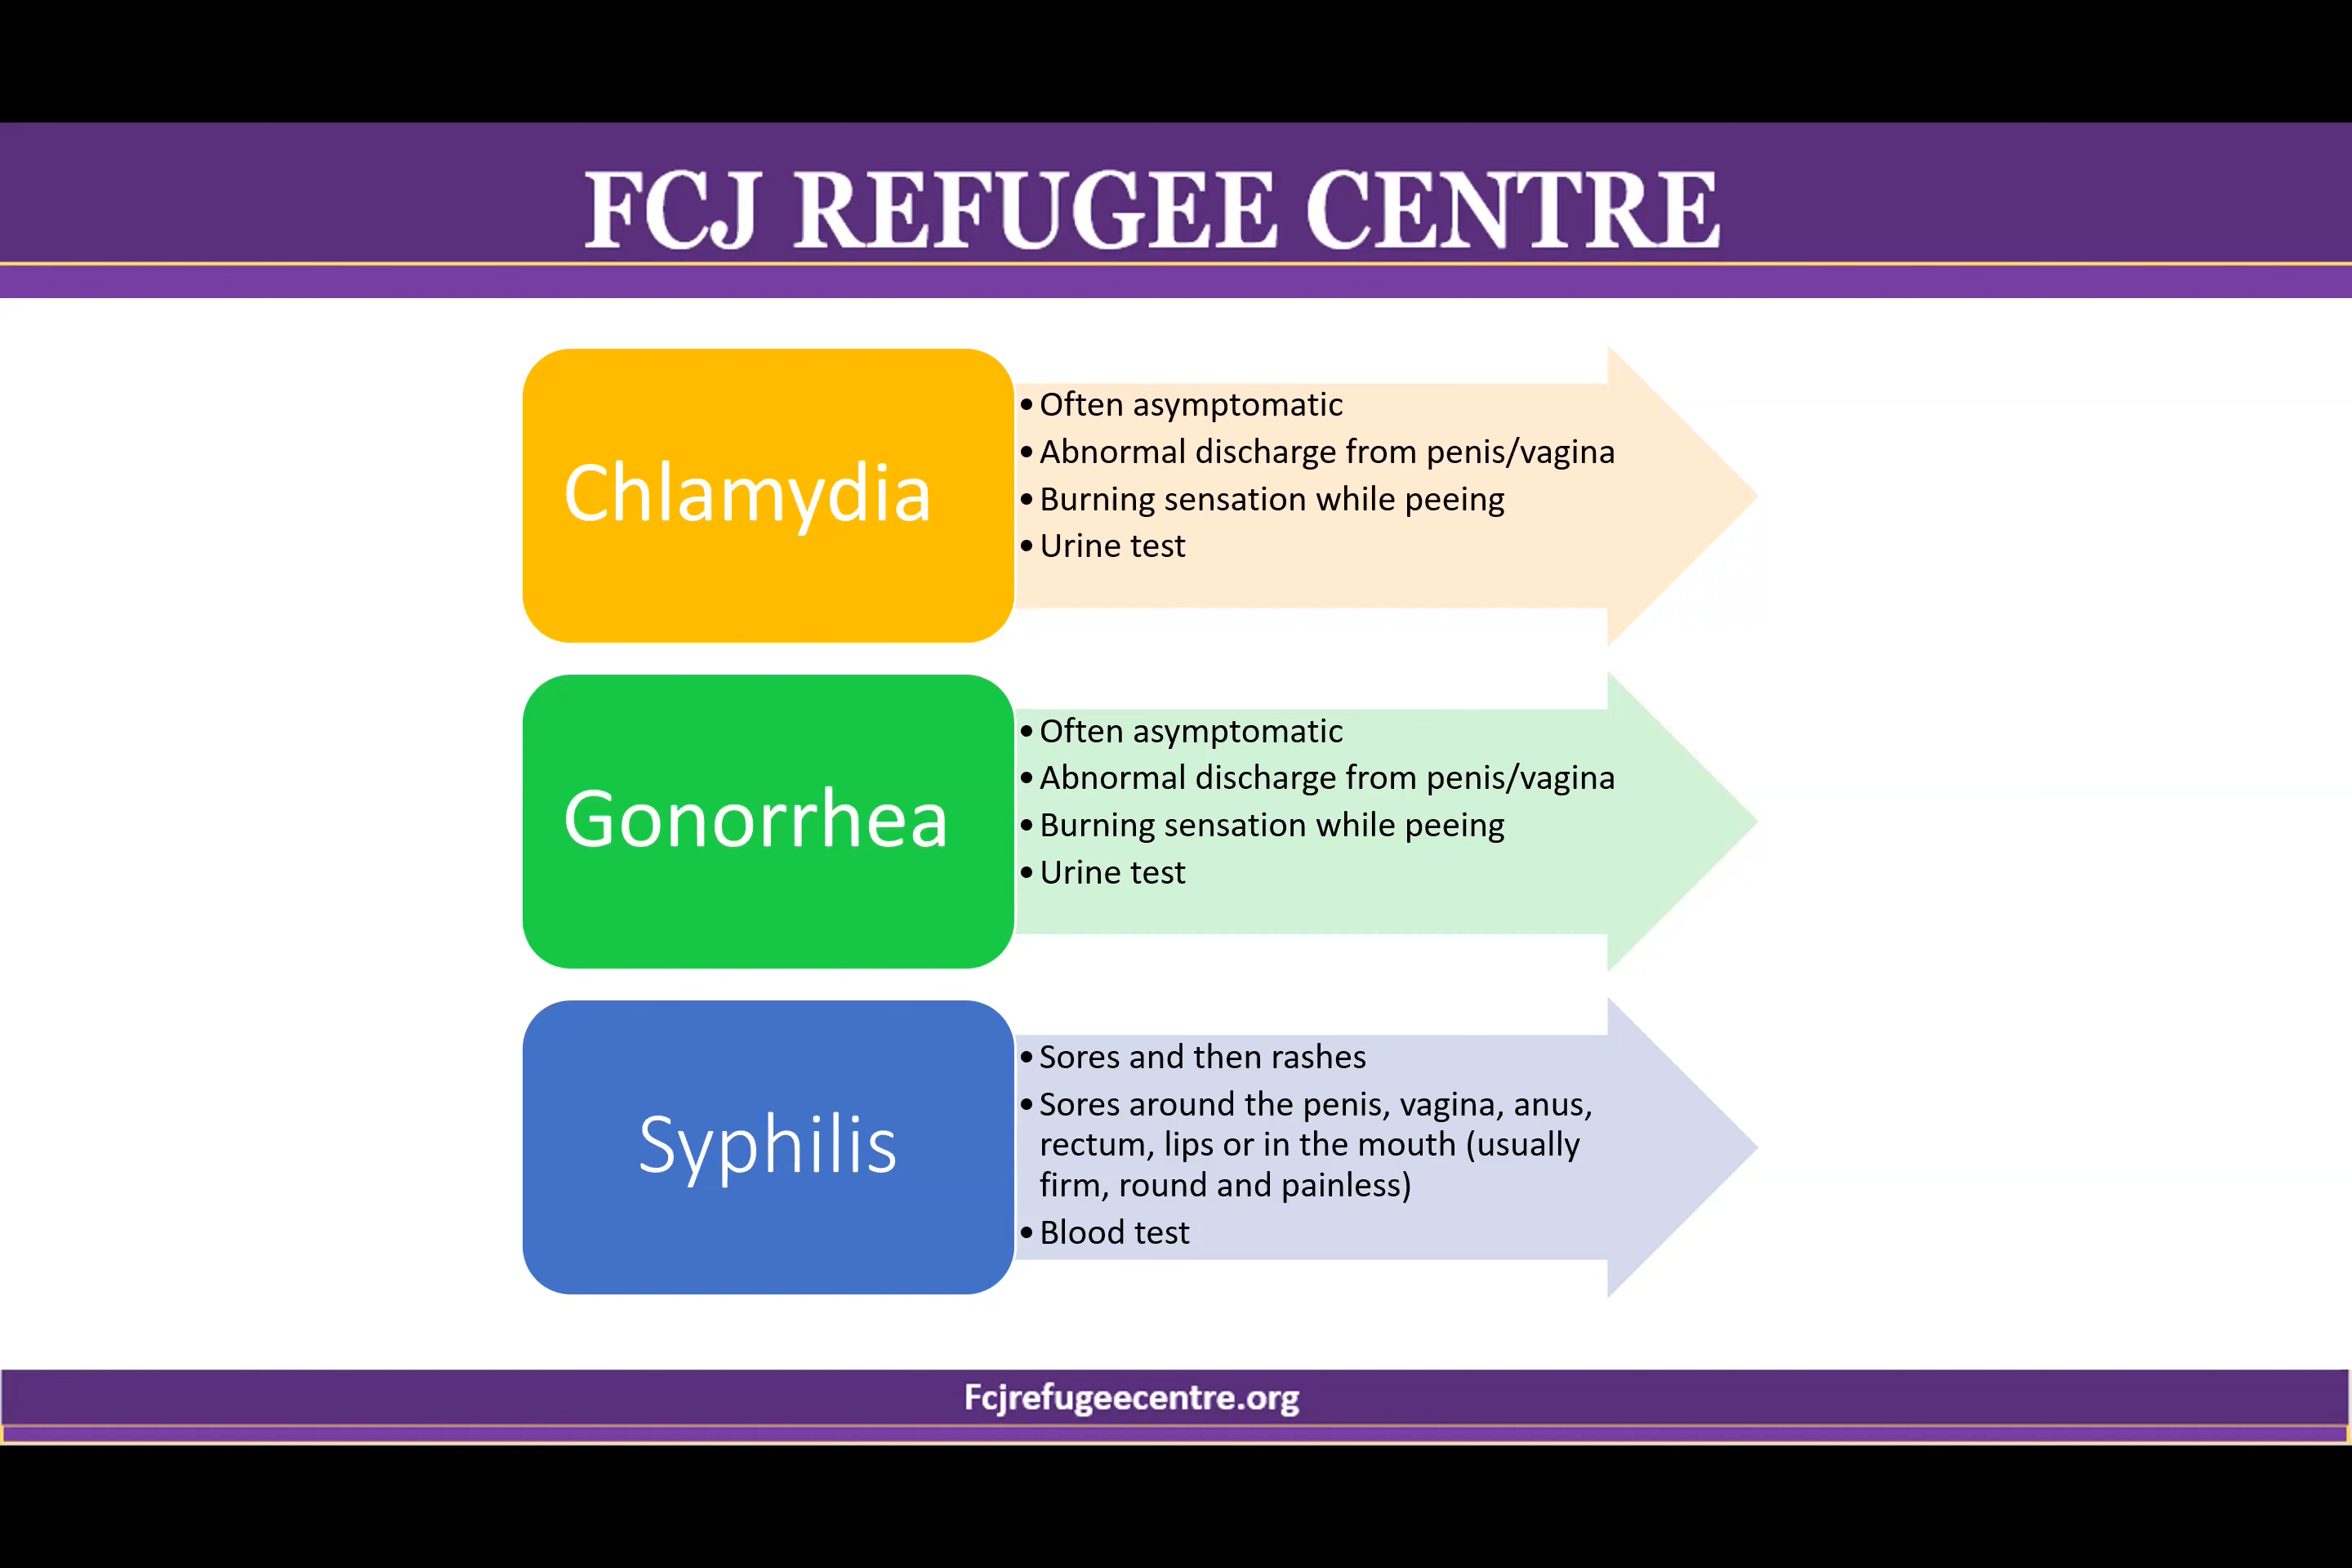 FCJ REFUGEE CENTRE
Chlamydia
• Often asymptomatic
• Abnormal discharge from penis/vagina
• Burning sensation while peeing
• Urine test
Gonorrhea
• Often asymptomatic
• Abnormal discharge from penis/vagina
• Burning sensation while peeing
• Urine test
Syphilis
• Sores and then rashes
• Sores around the penis, vagina, anus,
rectum, lips or in the mouth (usually
firm, round and painless)
• Blood test
Fcjrefugeecentre.org